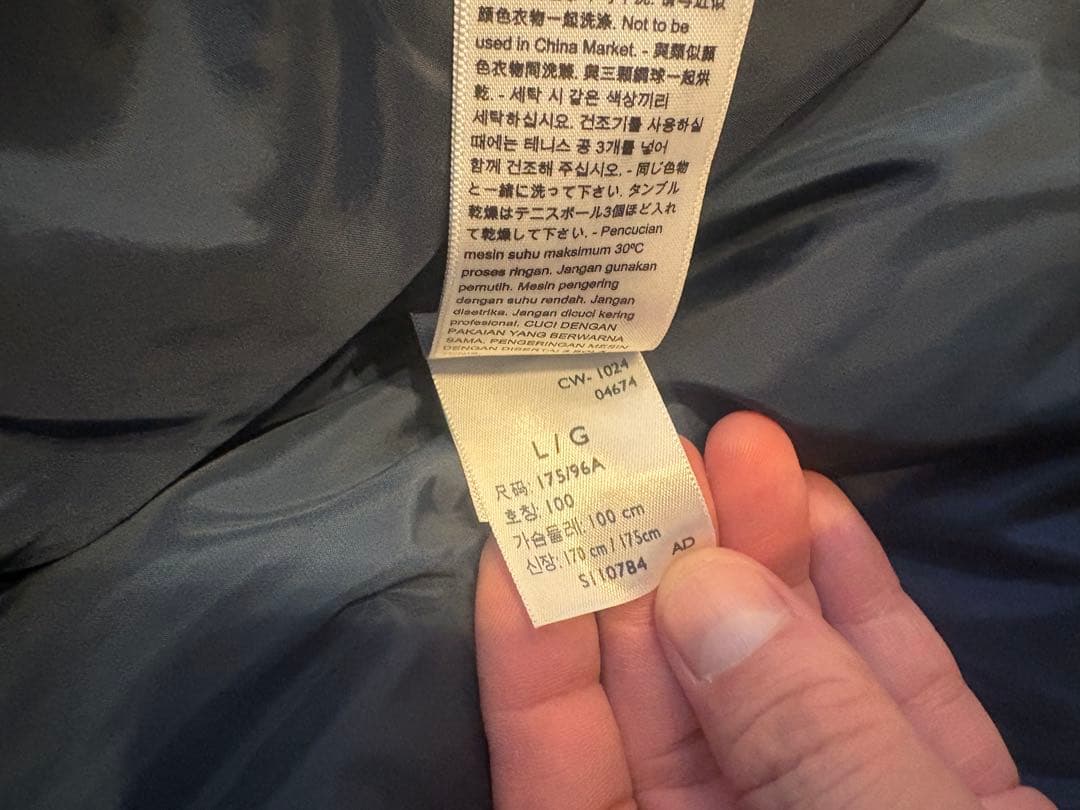 顏色衣物一起洗滌. Not to be
used in China Market. - 與類似顏
色衣物同洗滌. 與三顆網球一起烘
乾. - 세탁 시 같은 색상끼리
세탁하십시요. 건조기를 사용하실
때에는 테니스 공 3개를 넣어
함께 건조해 주십시오. - 同じ色物
と一緒に洗って下さい. タンブル
乾燥はテニスボール3個ほど入れ
て乾燥して下さい. - Pencucian
mesin suhu maksimum 30ºC
proses ringan. Jangan gunakan
pemutih. Mesin pengering
dengan suhu rendah. Jangan
disetrika. Jangan dicuci kering
profesional. CUCI DENGAN
PAKAIAN YANG BERWARNA
SAMA. PENGERINGAN MESIN
CW- 1024
04674
L / G
尺码: 175/96A
호칭: 100
가슴둘레: 100 cm
신장: 170 cm / 175cm
S110784 AD